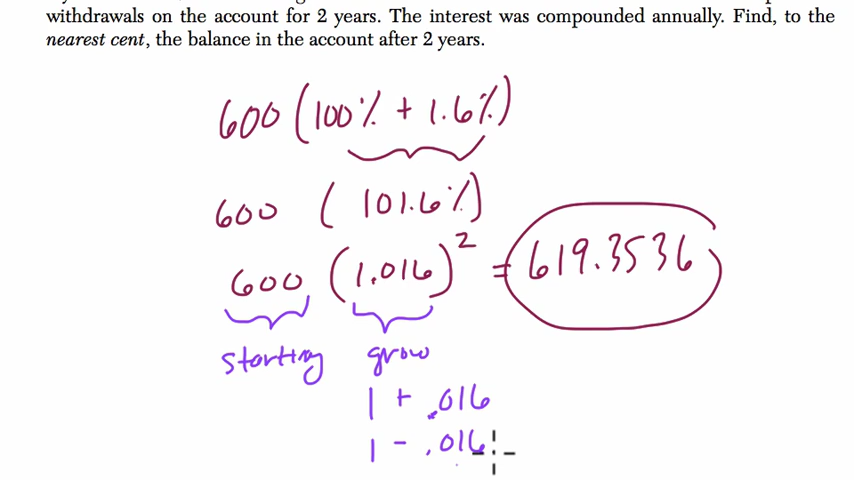 withdrawals on the account for 2 years. The interest was compounded annually. Find, to the
nearest cent, the balance in the account after 2 years.
600 (100% + 1.6%)
600 ( 101.6%)
600 (1.016)² = 619.3536
starting grow
1 + .016
1 - .016